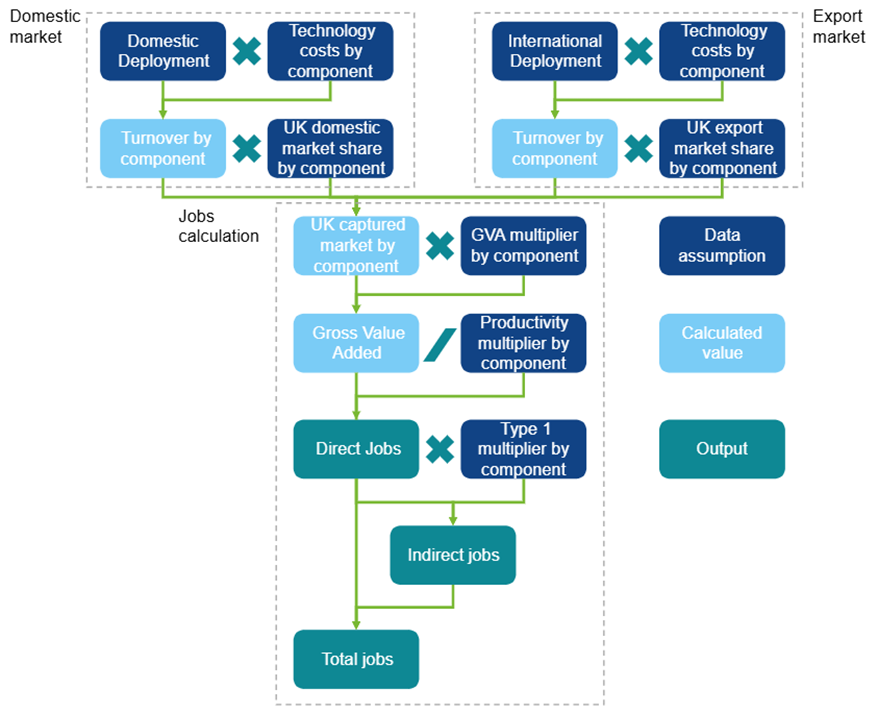 Domestic
market
Domestic
Deployment
Technology
costs by
component
Turnover by
component
UK domestic
market share
by component
Export
market
International
Deployment
Technology
costs by
component
Turnover by
component
UK export
market share
by component
Jobs
calculation
UK captured
market by
component
GVA multiplier
by component
Gross Value
Added
Productivity
multiplier by
component
Direct Jobs
Type 1
multiplier by
component
Indirect jobs
Total jobs
Data
assumption
Calculated
value
Output